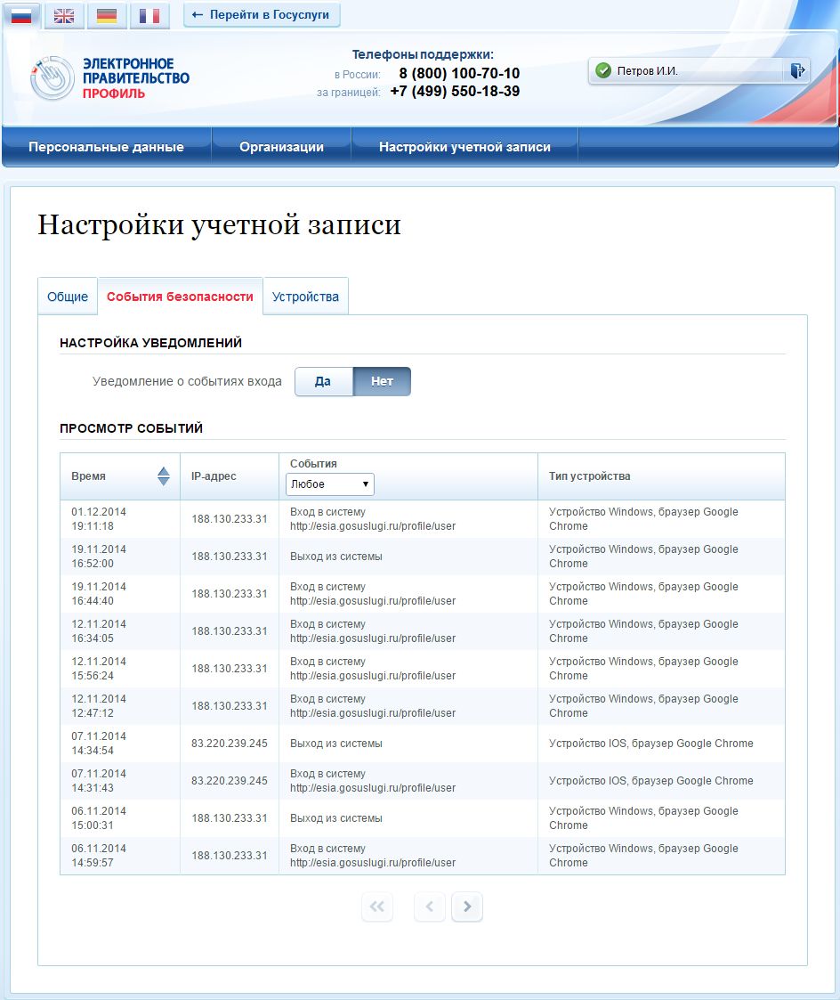 ← Перейти в Госуслуги
ЭЛЕКТРОННОЕ
ПРАВИТЕЛЬСТВО
ПРОФИЛЬ
Телефоны поддержки:
в России: 8 (800) 100-70-10
за границей: +7 (499) 550-18-39
Петров И.И.
Персональные данные Организации Настройки учетной записи
Настройки учетной записи
Общие События безопасности Устройства
НАСТРОЙКА УВЕДОМЛЕНИЙ
Уведомление о событиях входа Да Нет
ПРОСМОТР СОБЫТИЙ
Время IP-адрес События Тип устройства
Любое
01.12.2014 19:11:18 188.130.233.31 Вход в систему http://esia.gosuslugi.ru/profile/user Устройство Windows, браузер Google Chrome
19.11.2014 16:52:00 188.130.233.31 Выход из системы Устройство Windows, браузер Google Chrome
19.11.2014 16:44:40 188.130.233.31 Вход в систему http://esia.gosuslugi.ru/profile/user Устройство Windows, браузер Google Chrome
12.11.2014 16:34:05 188.130.233.31 Вход в систему http://esia.gosuslugi.ru/profile/user Устройство Windows, браузер Google Chrome
12.11.2014 15:56:24 188.130.233.31 Вход в систему http://esia.gosuslugi.ru/profile/user Устройство Windows, браузер Google Chrome
12.11.2014 12:47:12 188.130.233.31 Вход в систему http://esia.gosuslugi.ru/profile/user Устройство Windows, браузер Google Chrome
07.11.2014 14:34:54 83.220.239.245 Выход из системы Устройство IOS, браузер Google Chrome
07.11.2014 14:31:43 83.220.239.245 Вход в систему http://esia.gosuslugi.ru/profile/user Устройство IOS, браузер Google Chrome
06.11.2014 15:00:31 188.130.233.31 Выход из системы Устройство Windows, браузер Google Chrome
06.11.2014 14:59:57 188.130.233.31 Вход в систему http://esia.gosuslugi.ru/profile/user Устройство Windows, браузер Google Chrome